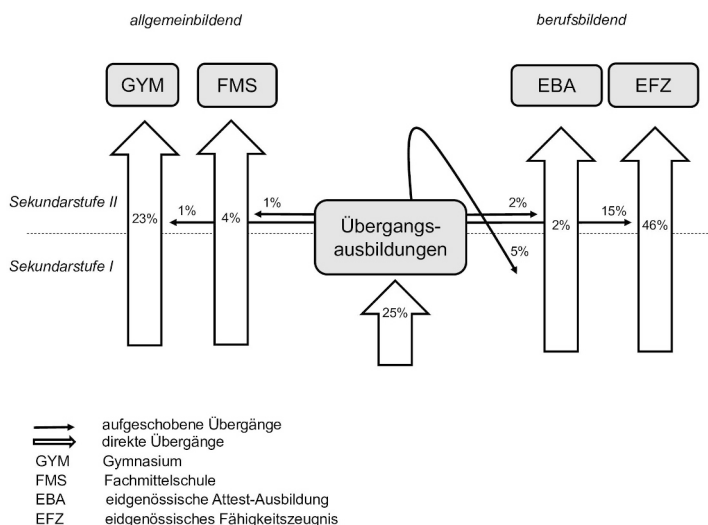 allgemeinbildend
berufsbildend
GYM
FMS
EBA
EFZ
Sekundarstufe II
23%
1%
4%
1%
Übergangs-
ausbildungen
2%
2%
15%
46%
Sekundarstufe I
5%
25%
aufgeschobene Übergänge
direkte Übergänge
GYM Gymnasium
FMS Fachmittelschule
EBA eidgenössische Attest-Ausbildung
EFZ eidgenössisches Fähigkeitszeugnis